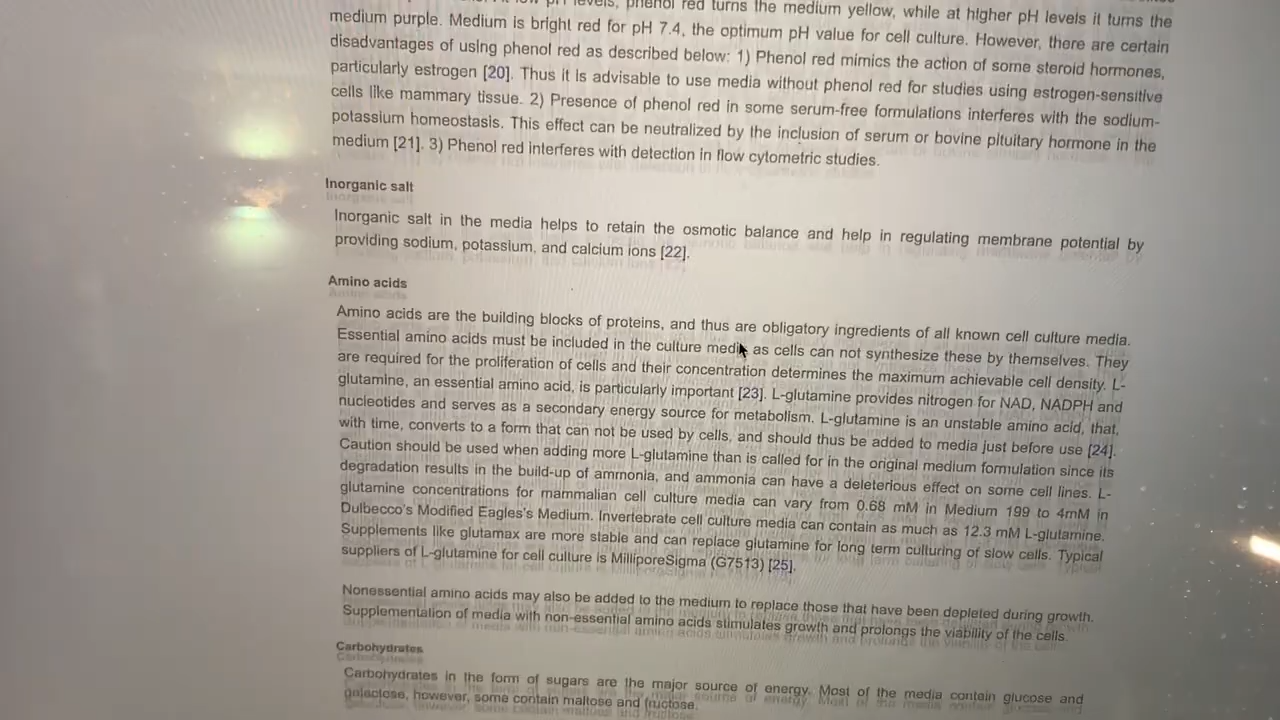 levels, phenol red turns the medium yellow, while at higher pH levels it turns the
medium purple. Medium is bright red for pH 7.4, the optimum pH value for cell culture. However, there are certain
disadvantages of using phenol red as described below: 1) Phenol red mimics the action of some steroid hormones,
particularly estrogen [20]. Thus it is advisable to use media without phenol red for studies using estrogen-sensitive
cells like mammary tissue. 2) Presence of phenol red in some serum-free formulations interferes with the sodium-
potassium homeostasis. This effect can be neutralized by the inclusion of serum or bovine pituitary hormone in the
medium [21]. 3) Phenol red interferes with detection in flow cytometric studies.
Inorganic salt
Inorganic salt in the media helps to retain the osmotic balance and help in regulating membrane potential by
providing sodium, potassium, and calcium ions [22].
Amino acids
Amino acids are the building blocks of proteins, and thus are obligatory ingredients of all known cell culture media.
Essential amino acids must be included in the culture media as cells can not synthesize these by themselves. They
are required for the proliferation of cells and their concentration determines the maximum achievable cell density. L-
glutamine, an essential amino acid, is particularly important [23]. L-glutamine provides nitrogen for NAD, NADPH and
nucleotides and serves as a secondary energy source for metabolism. L-glutamine is an unstable amino acid, that,
with time, converts to a form that can not be used by cells, and should thus be added to media just before use [24].
Caution should be used when adding more L-glutamine than is called for in the original medium formulation since its
degradation results in the build-up of ammonia, and ammonia can have a deleterious effect on some cell lines. L-
glutamine concentrations for mammalian cell culture media can vary from 0.68 mM in Medium 199 to 4mM in
Dulbecco's Modified Eagles's Medium. Invertebrate cell culture media can contain as much as 12.3 mM L-glutamine.
Supplements like glutamax are more stable and can replace glutamine for long term culturing of slow cells. Typical
suppliers of L-glutamine for cell culture is MilliporeSigma (G7513) [25].
Nonessential amino acids may also be added to the medium to replace those that have been depleted during growth.
Supplementation of media with non-essential amino acids stimulates growth and prolongs the viability of the cells.
Carbohydrates
Carbohydrates in the form of sugars are the major source of energy. Most of the media contain glucose and
galactose, however, some contain maltose and fructose.